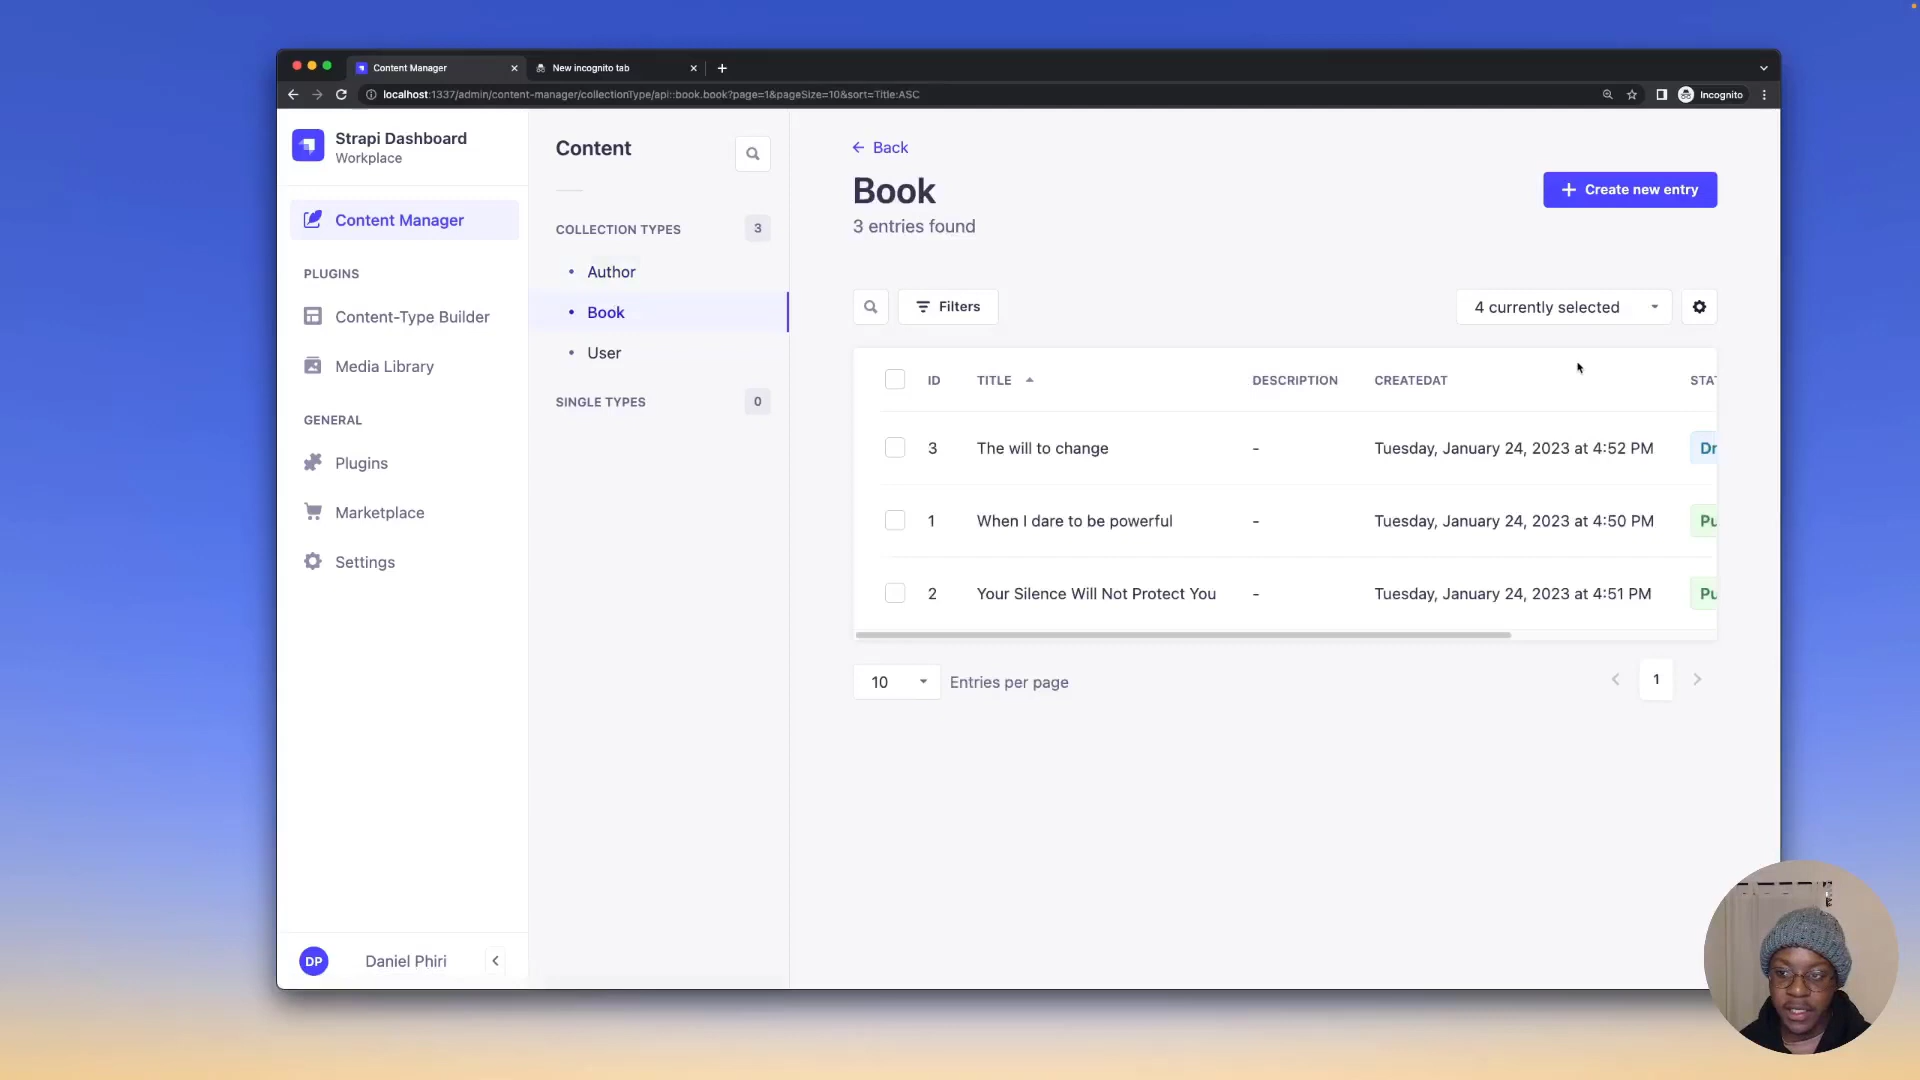 Content Manager
New incognito tab
localhost:1337/admin/content-manager/collectionType/api::book.book?page=1&pageSize=10&sort=Title:ASC
Incognito
Strapi Dashboard
Workplace
Content Manager
PLUGINS
Content-Type Builder
Media Library
GENERAL
Plugins
Marketplace
Settings
DP
Daniel Phiri
Content
COLLECTION TYPES 3
Author
Book
User
SINGLE TYPES 0
Back
Book
3 entries found
Create new entry
Filters
4 currently selected
ID TITLE DESCRIPTION CREATEDAT STAT
3 The will to change - Tuesday, January 24, 2023 at 4:52 PM Dr
1 When I dare to be powerful - Tuesday, January 24, 2023 at 4:50 PM Pu
2 Your Silence Will Not Protect You - Tuesday, January 24, 2023 at 4:51 PM Pu
10 Entries per page
1